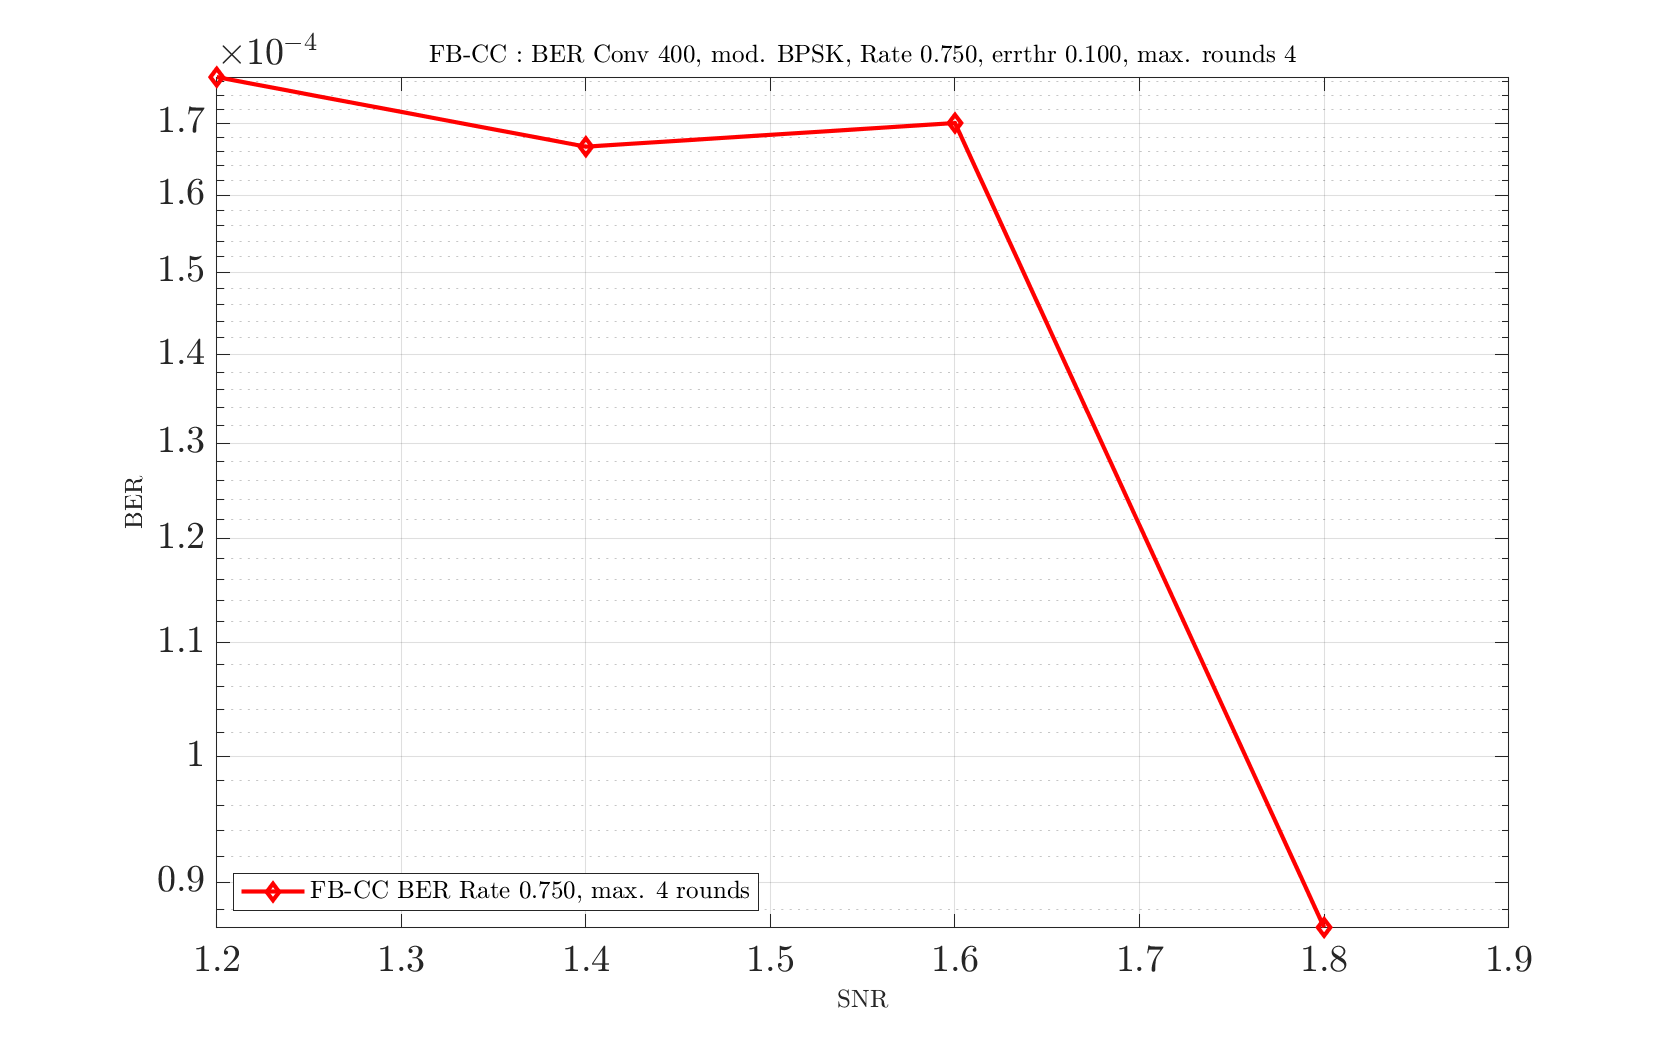 ×10⁻⁴
FB-CC : BER Conv 400, mod. BPSK, Rate 0.750, errthr 0.100, max. rounds 4
1.7
1.6
1.5
1.4
1.3
1.2
1.1
1
0.9
BER
FB-CC BER Rate 0.750, max. 4 rounds
1.2 1.3 1.4 1.5 1.6 1.7 1.8 1.9
SNR